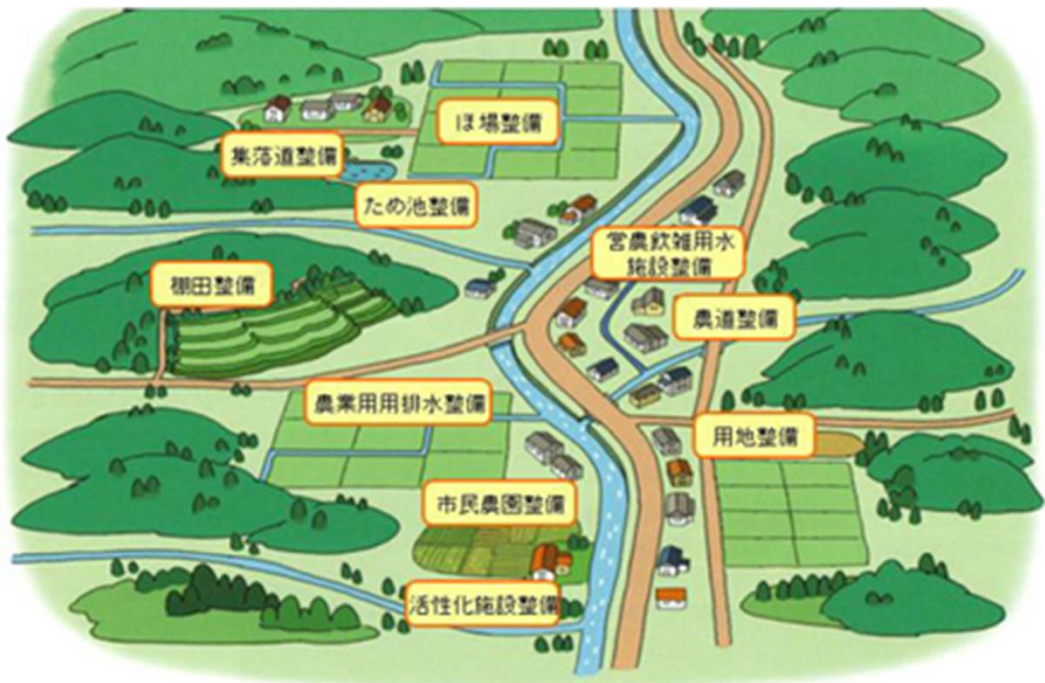 ほ場整備
集落道整備
ため池整備
営農飲雑用水
施設整備
棚田整備
農道整備
農業用用排水整備
用地整備
市民農園整備
活性化施設整備